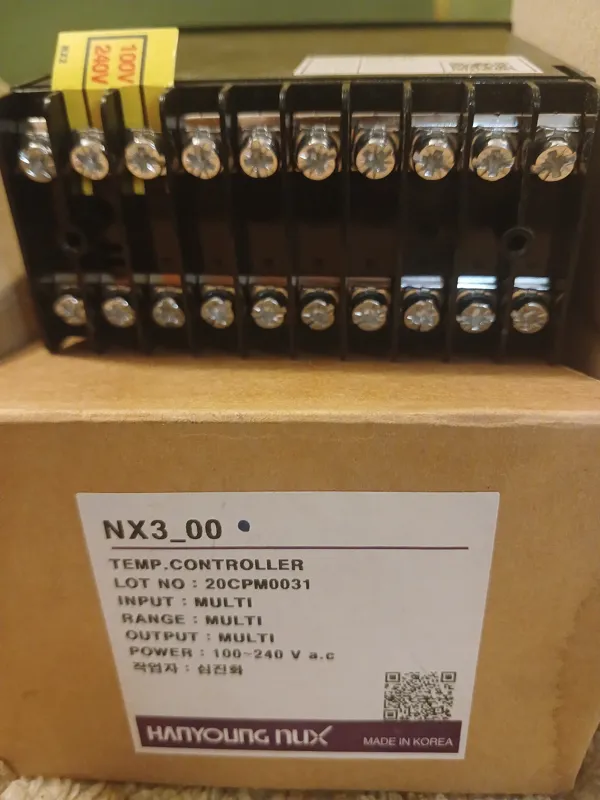 100V
240V
NX3_00
TEMP.CONTROLLER
LOT NO : 20CPM0031
INPUT : MULTI
RANGE : MULTI
OUTPUT : MULTI
POWER : 100~240 V a.c
작업자 : 심진화
HANYOUNG NUX
MADE IN KOREA